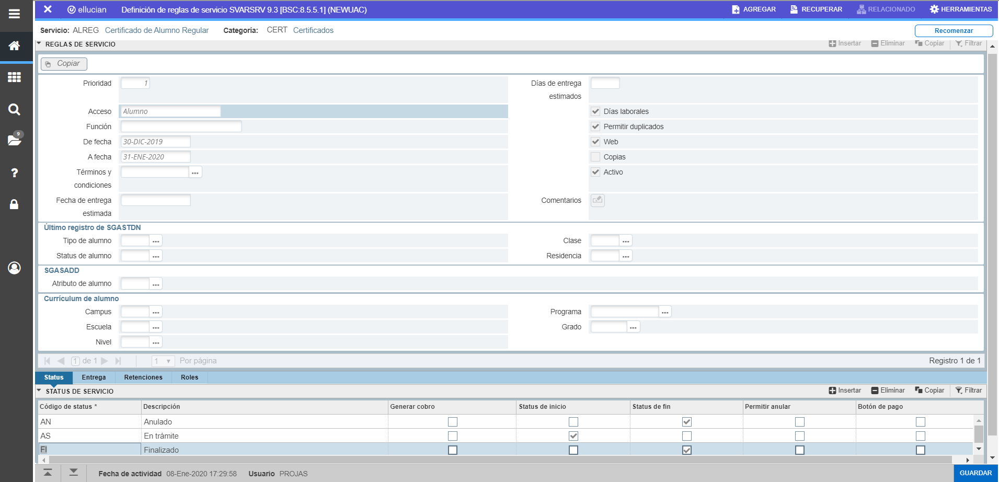 ellucian Definición de reglas de servicio SVARSRV 9.3 [BSC:8.5.5.1] (NEWUAC) AGREGAR RECUPERAR RELACIONADO HERRAMIENTAS
Servicio: ALREG Certificado de Alumno Regular Categoría: CERT Certificados Recomenzar
REGLAS DE SERVICIO Insertar Eliminar Copiar Filtrar
Copiar
Prioridad 1 Días de entrega estimados
Acceso Alumno Días laborales
Función Permitir duplicados
De fecha 30-DIC-2019 Web
A fecha 31-ENE-2020 Copias
Términos y condiciones ... Activo
Fecha de entrega estimada Comentarios
Último registro de SGASTDN
Tipo de alumno ... Clase ...
Status de alumno ... Residencia ...
SGASADD
Atributo de alumno ...
Currículum de alumno
Campus ... Programa ...
Escuela ... Grado ...
Nivel ...
1 de 1 1 Por página Registro 1 de 1
Status Entrega Retenciones Roles
STATUS DE SERVICIO Insertar Eliminar Copiar Filtrar
Código de status * Descripción Generar cobro Status de inicio Status de fin Permitir anular Botón de pago
AN Anulado
AS En trámite
FI Finalizado
Fecha de actividad 08-Ene-2020 17:29:58 Usuario PROJAS GUARDAR
9
?